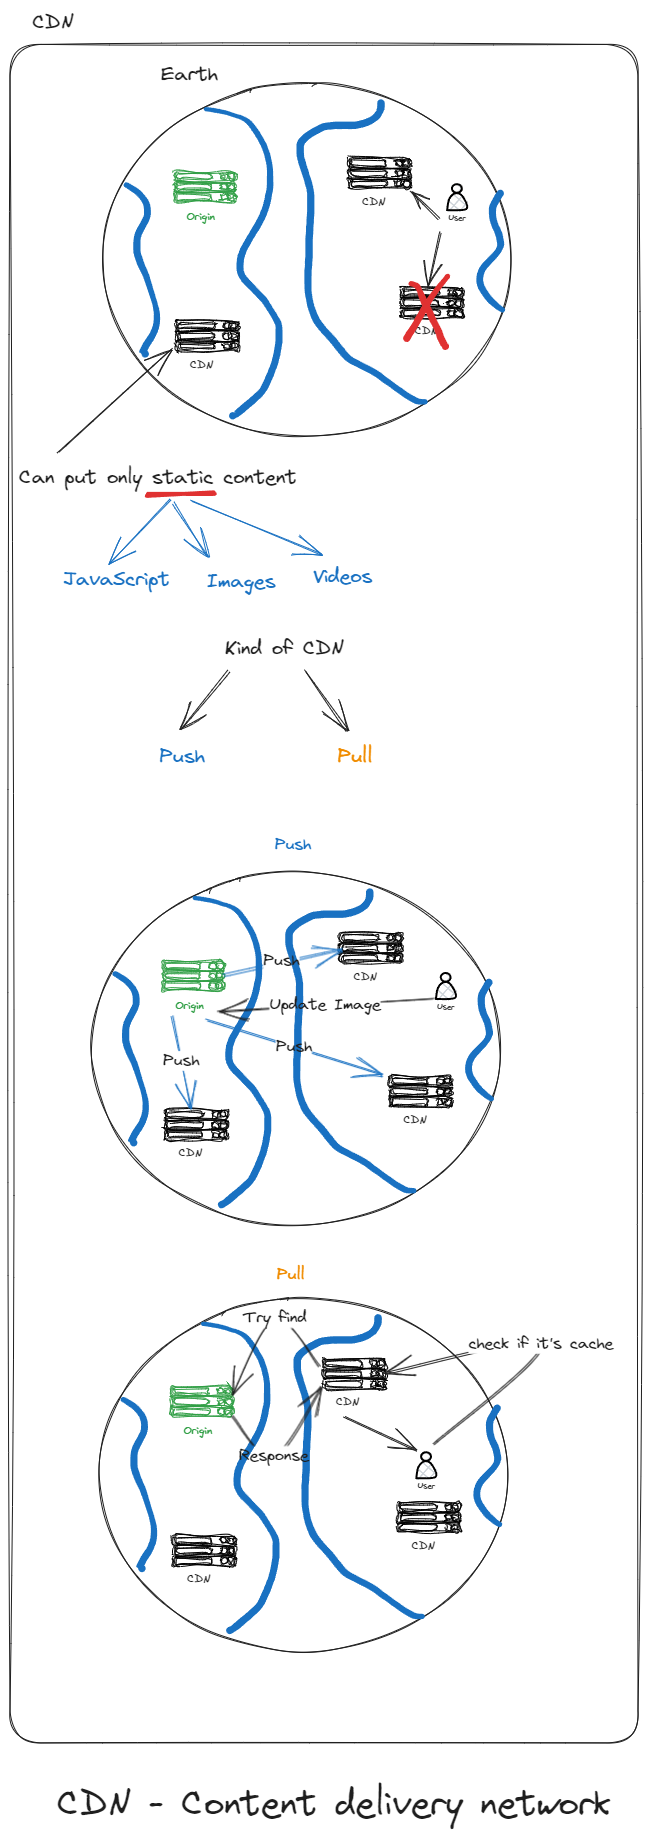 CDN
Earth
Origin
CDN
User
CDN
CDN
Can put only static content
JavaScript
Images
Videos
Kind of CDN
Push
Pull
Push
Push
CDN
Origin
Update Image
User
Push
Push
CDN
CDN
Pull
Try find
check if it's cache
CDN
Origin
Response
User
CDN
CDN
CDN - Content delivery network